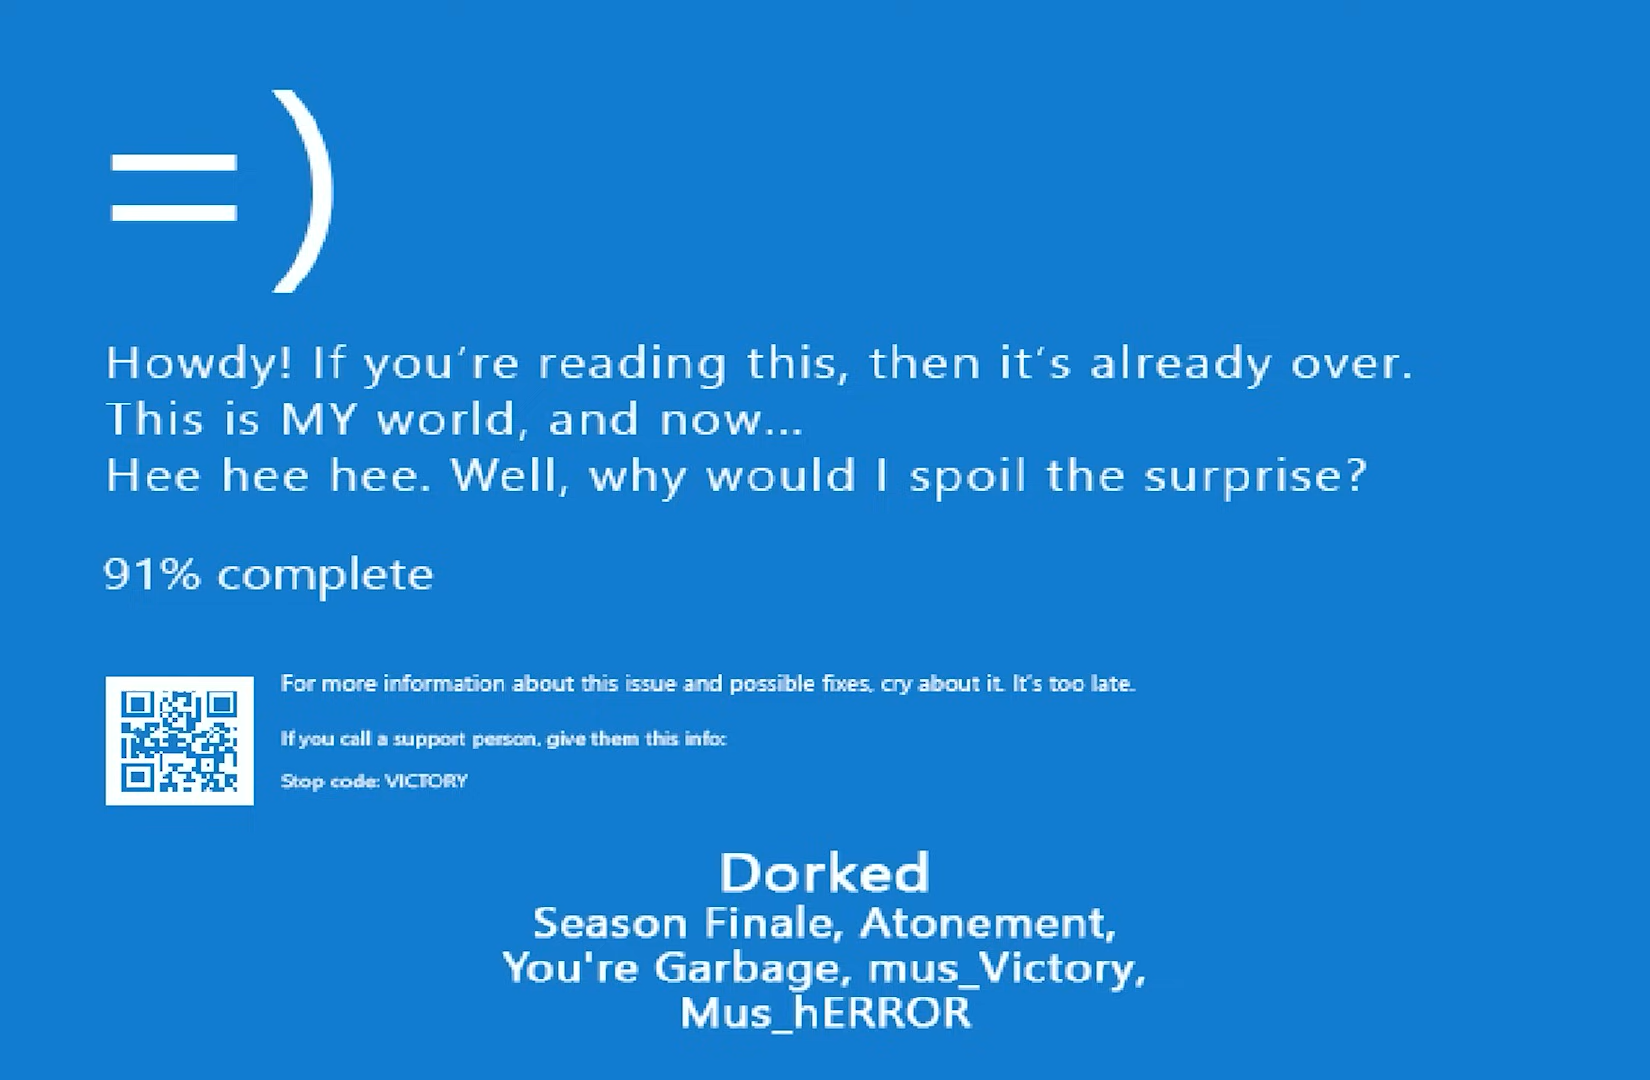 =)
Howdy! If you’re reading this, then it’s already over.
This is MY world, and now...
Hee hee hee. Well, why would I spoil the surprise?
91% complete
For more information about this issue and possible fixes, cry about it. It's too late.
If you call a support person, give them this info:
Stop code: VICTORY
Dorked
Season Finale, Atonement,
You're Garbage, mus_Victory,
Mus_hERROR